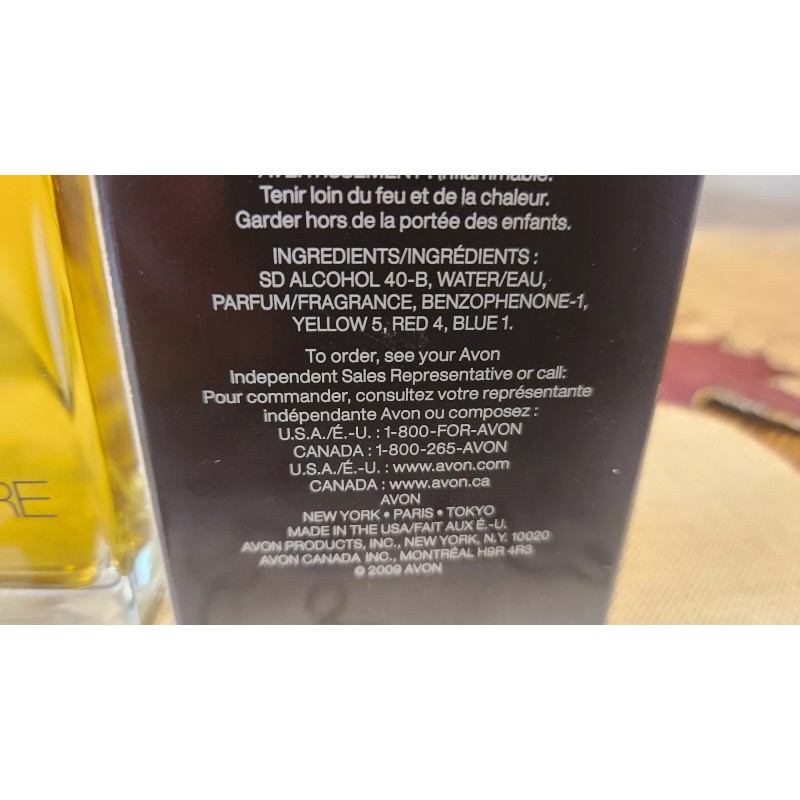 AVERTISSEMENT : Inflammable.
Tenir loin du feu et de la chaleur.
Garder hors de la portée des enfants.
INGREDIENTS/INGRÉDIENTS :
SD ALCOHOL 40-B, WATER/EAU,
PARFUM/FRAGRANCE, BENZOPHENONE-1,
YELLOW 5, RED 4, BLUE 1.
To order, see your Avon
Independent Sales Representative or call:
Pour commander, consultez votre représentante
indépendante Avon ou composez :
U.S.A./É.-U. : 1-800-FOR-AVON
CANADA : 1-800-265-AVON
U.S.A./É.-U. : www.avon.com
CANADA : www.avon.ca
AVON
NEW YORK • PARIS • TOKYO
MADE IN THE USA/FAIT AUX É.-U.
AVON PRODUCTS, INC., NEW YORK, N.Y. 10020
AVON CANADA INC., MONTRÉAL H9R 4R3
© 2009 AVON
RE